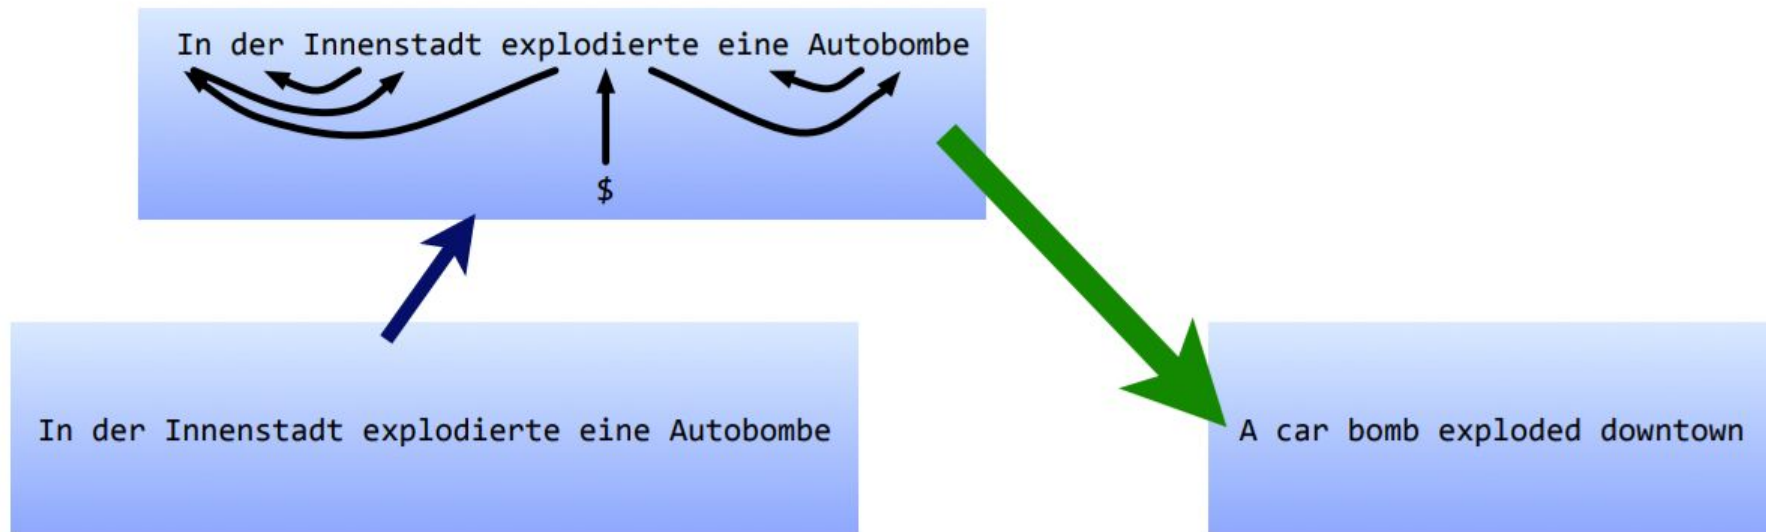 In der Innenstadt explodierte eine Autobombe
$
In der Innenstadt explodierte eine Autobombe
A car bomb exploded downtown